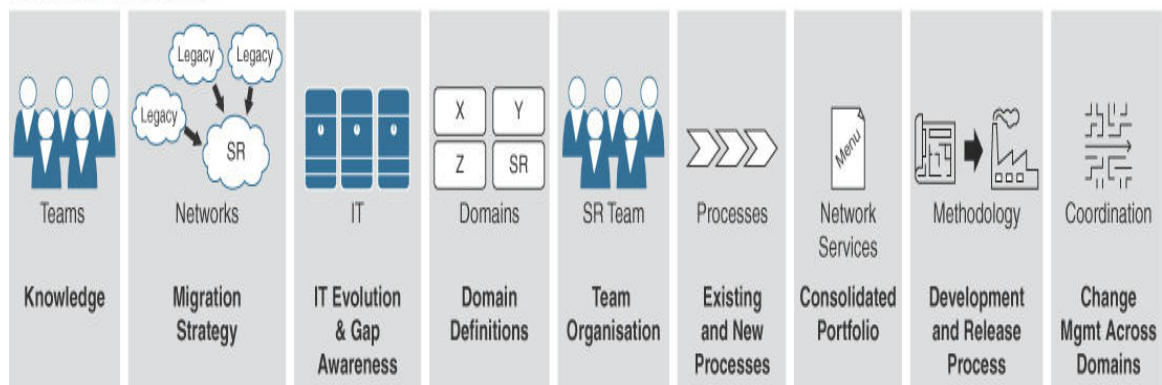 Legacy
Legacy
Legacy
SR
X
Y
Z
SR
Menu
Teams
Networks
IT
Domains
SR Team
Processes
Network
Services
Methodology
Coordination
Knowledge
Migration
Strategy
IT Evolution
& Gap
Awareness
Domain
Definitions
Team
Organisation
Existing
and New
Processes
Consolidated
Portfolio
Development
and Release
Process
Change
Mgmt Across
Domains